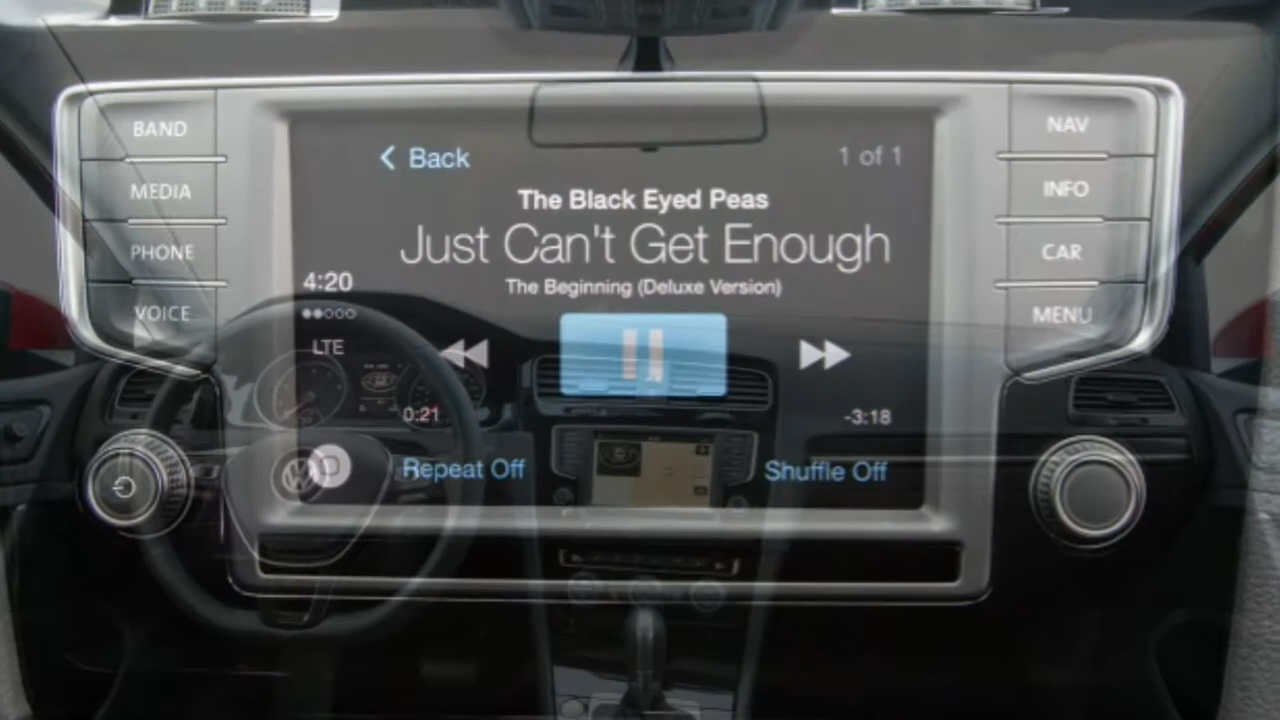 BAND
MEDIA
PHONE
VOICE
Back
1 of 1
The Black Eyed Peas
Just Can't Get Enough
The Beginning (Deluxe Version)
4:20
LTE
0:21
-3:18
Repeat Off
Shuffle Off
NAV
INFO
CAR
MENU